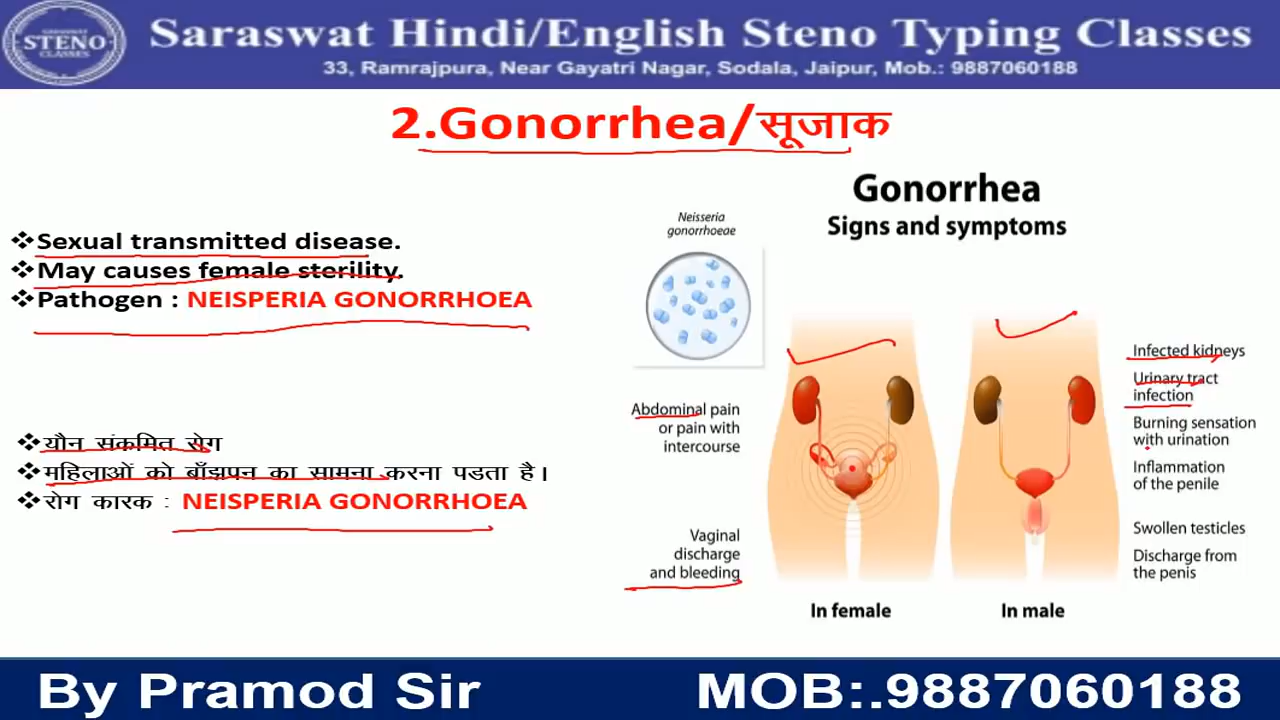 STENO
CLASSES
Saraswat Hindi/English Steno Typing Classes
33, Ramrajpura, Near Gayatri Nagar, Sodala, Jaipur, Mob.: 9887060188
2.Gonorrhea/सूजाक
❖Sexual transmitted disease.
❖May causes female sterility.
❖Pathogen : NEISPERIA GONORRHOEA
❖यौन संक्रमित रोग
❖महिलाओं को बाँझपन का सामना करना पडता है।
❖रोग कारक : NEISPERIA GONORRHOEA
Gonorrhea
Signs and symptoms
Neisseria
gonorrhoeae
Abdominal pain
or pain with
intercourse
Vaginal
discharge
and bleeding
Infected kidneys
Urinary tract
infection
Burning sensation
with urination
Inflammation
of the penile
Swollen testicles
Discharge from
the penis
In female
In male
By Pramod Sir
MOB:.9887060188